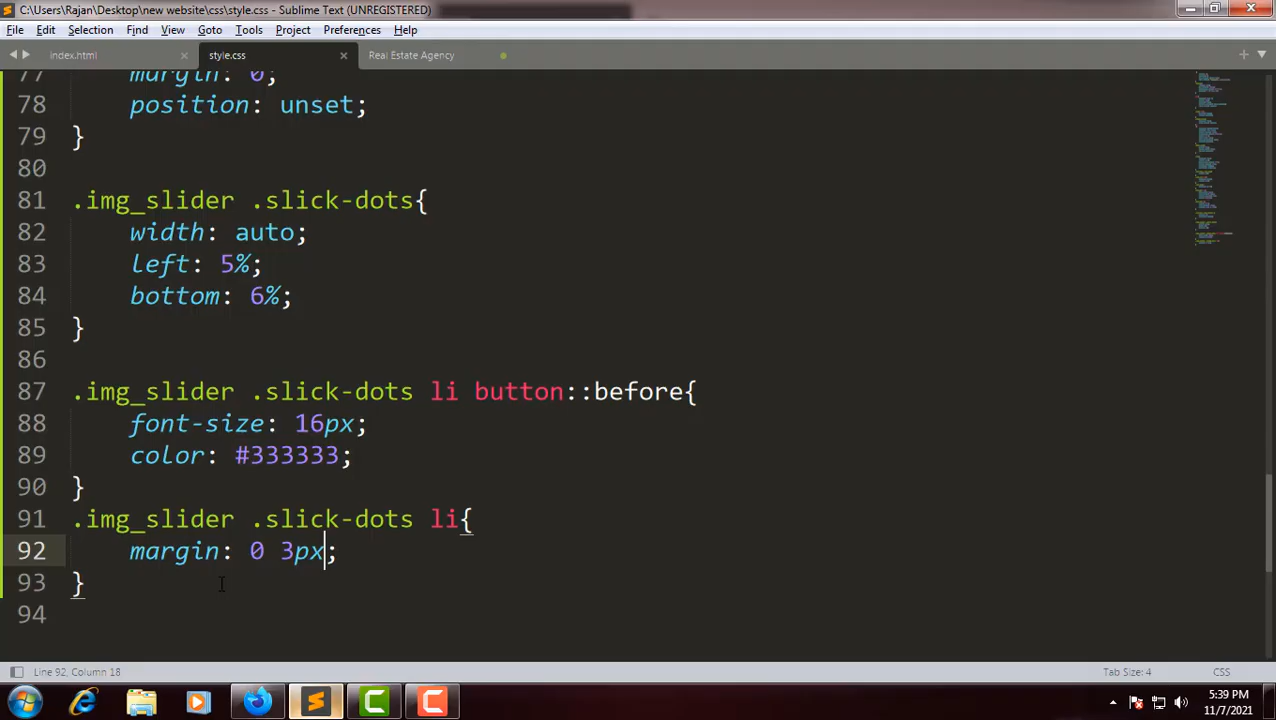 C:\Users\Rajan\Desktop\new website\css\style.css - Sublime Text (UNREGISTERED)
File Edit Selection Find View Goto Tools Project Preferences Help
index.html style.css Real Estate Agency
77 margin: 0;
78 position: unset;
79 }
80
81 .img_slider .slick-dots{
82 width: auto;
83 left: 5%;
84 bottom: 6%;
85 }
86
87 .img_slider .slick-dots li button::before{
88 font-size: 16px;
89 color: #333333;
90 }
91 .img_slider .slick-dots li{
92 margin: 0 3px;
93 }
94
Line 92, Column 18 Tab Size: 4 CSS
5:39 PM
11/7/2021